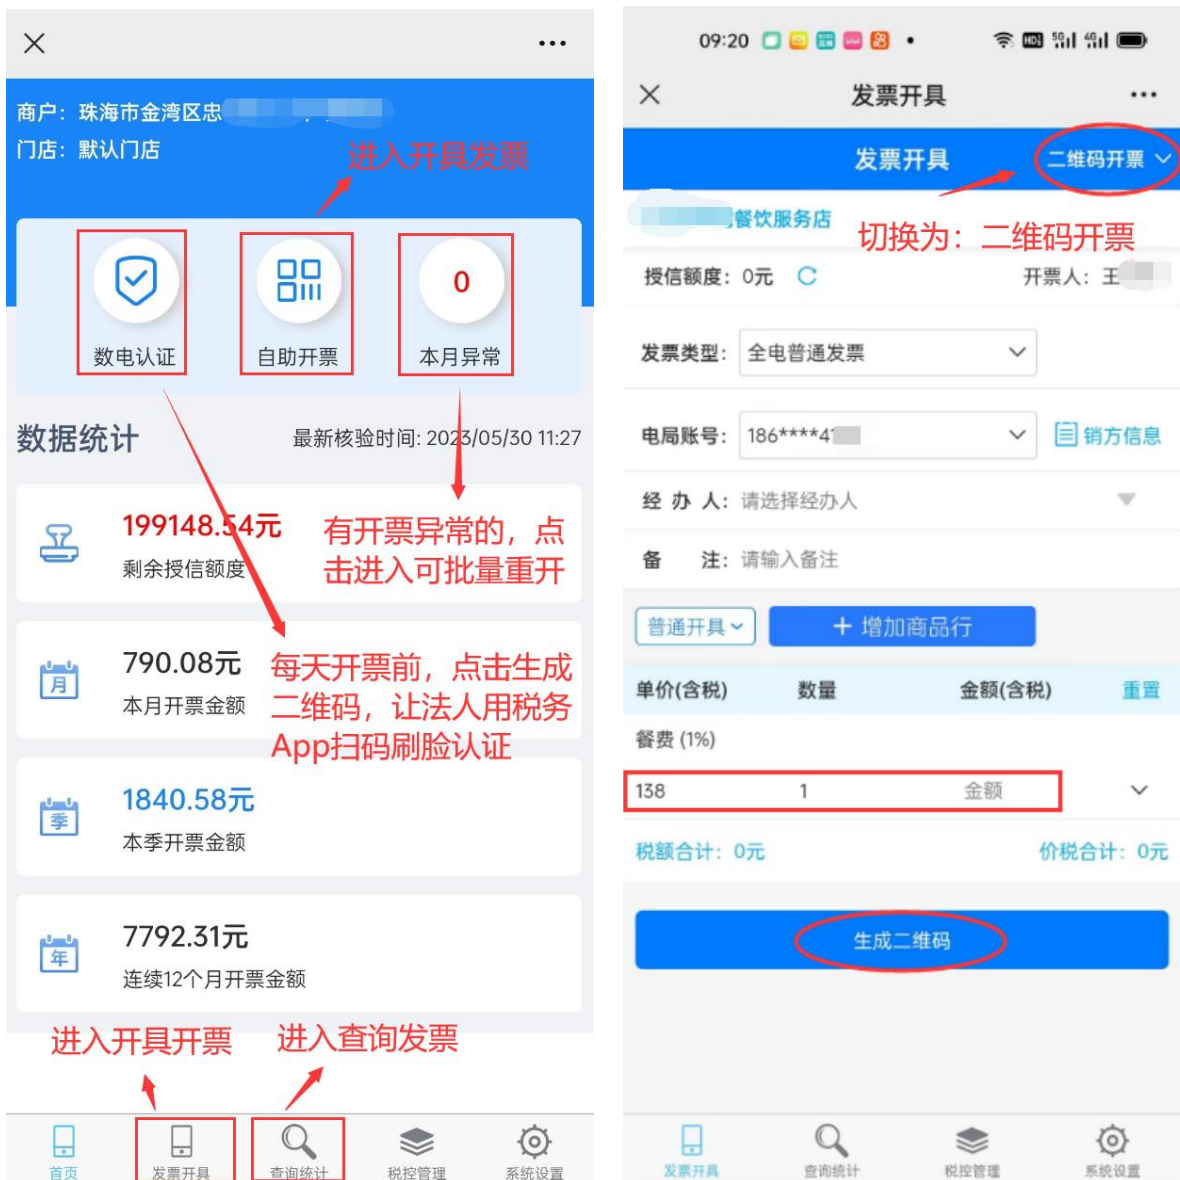 商户：珠海市金湾区忠
门店：默认门店
进入开具发票
数电认证
自助开票
0
本月异常
数据统计
最新核验时间: 2023/05/30 11:27
199148.54元
剩余授信额度
有开票异常的，点
击进入可批量重开
月
790.08元
本月开票金额
每天开票前，点击生成
二维码，让法人用税务
App扫码刷脸认证
季
1840.58元
本季开票金额
年
7792.31元
连续12个月开票金额
进入开具开票
进入查询发票
首页
发票开具
查询统计
税控管理
系统设置
09:20
HD
5G
4G
发票开具
发票开具
二维码开票
餐饮服务店
切换为：二维码开票
授信额度：0元
开票人：王
发票类型：
全电普通发票
电局账号：
186****4
销方信息
经 办 人：
请选择经办人
备 注：
请输入备注
普通开具
+ 增加商品行
单价(含税)
数量
金额(含税)
重置
餐费 (1%)
138
1
金额
税额合计：0元
价税合计：0元
生成二维码
发票开具
查询统计
税控管理
系统设置